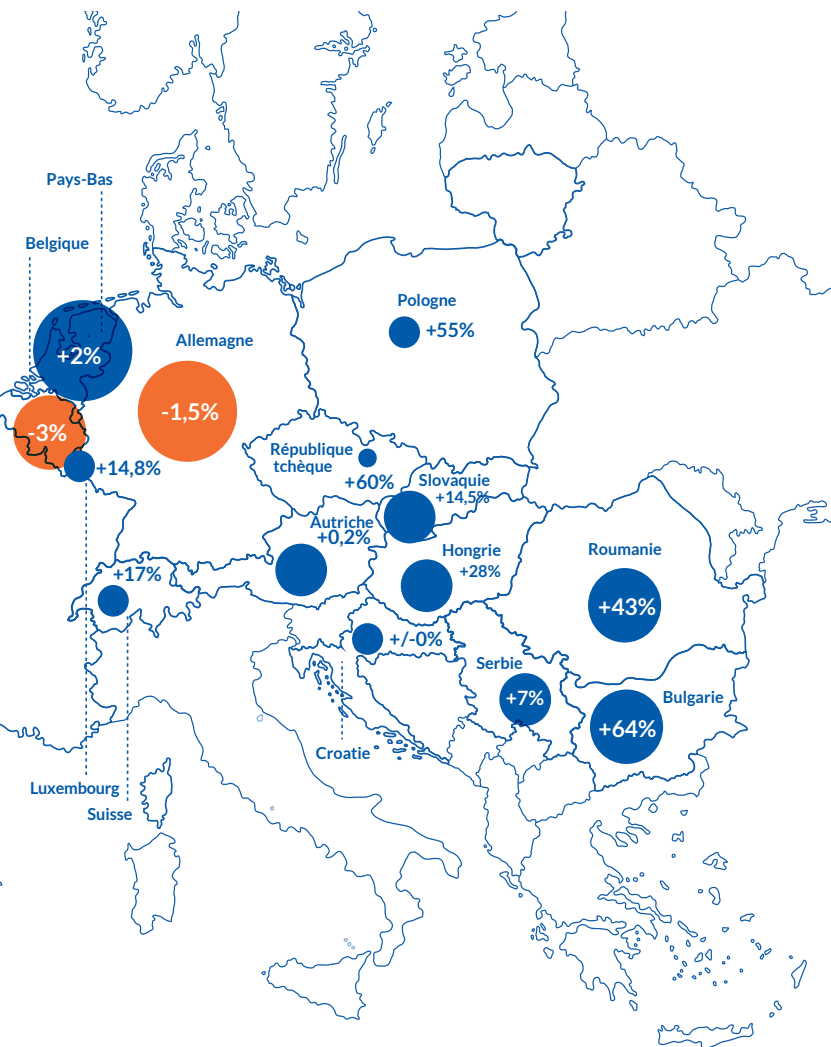 Pays-Bas
Belgique
Pologne
+55%
Allemagne
+2%
-1,5%
-3%
+14,8%
République
tchèque
+60%
Slovaquie
+14,5%
Autriche
+0,2%
Hongrie
+28%
Roumanie
+43%
+17%
+/-0%
Serbie
+7%
Bulgarie
+64%
Croatie
Luxembourg
Suisse